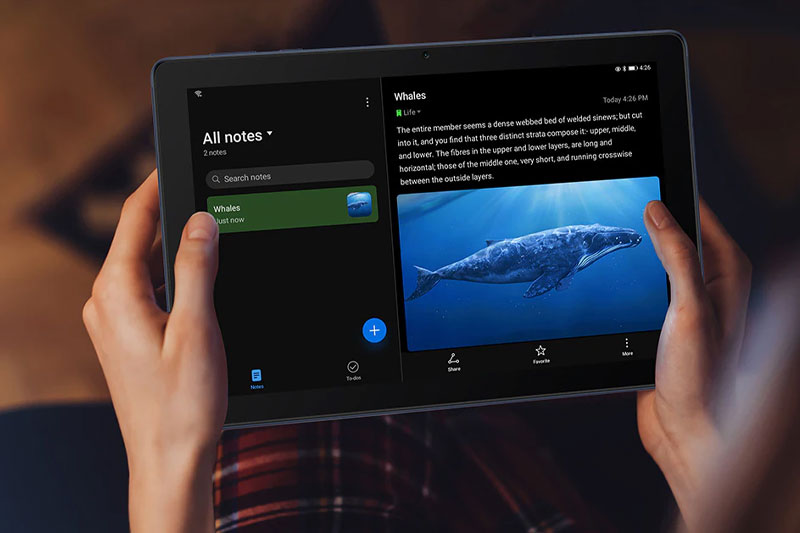 4:26
All notes
2 notes
Search notes
Whales
Just now
Notes
To-dos
Whales
Today 4:26 PM
Life
The entire member seems a dense webbed bed of welded sinews; but cut
into it, and you find that three distinct strata compose it:- upper, middle,
and lower. The fibres in the upper and lower layers, are long and
horizontal; those of the middle one, very short, and running crosswise
between the outside layers.
Share
Favorite
More